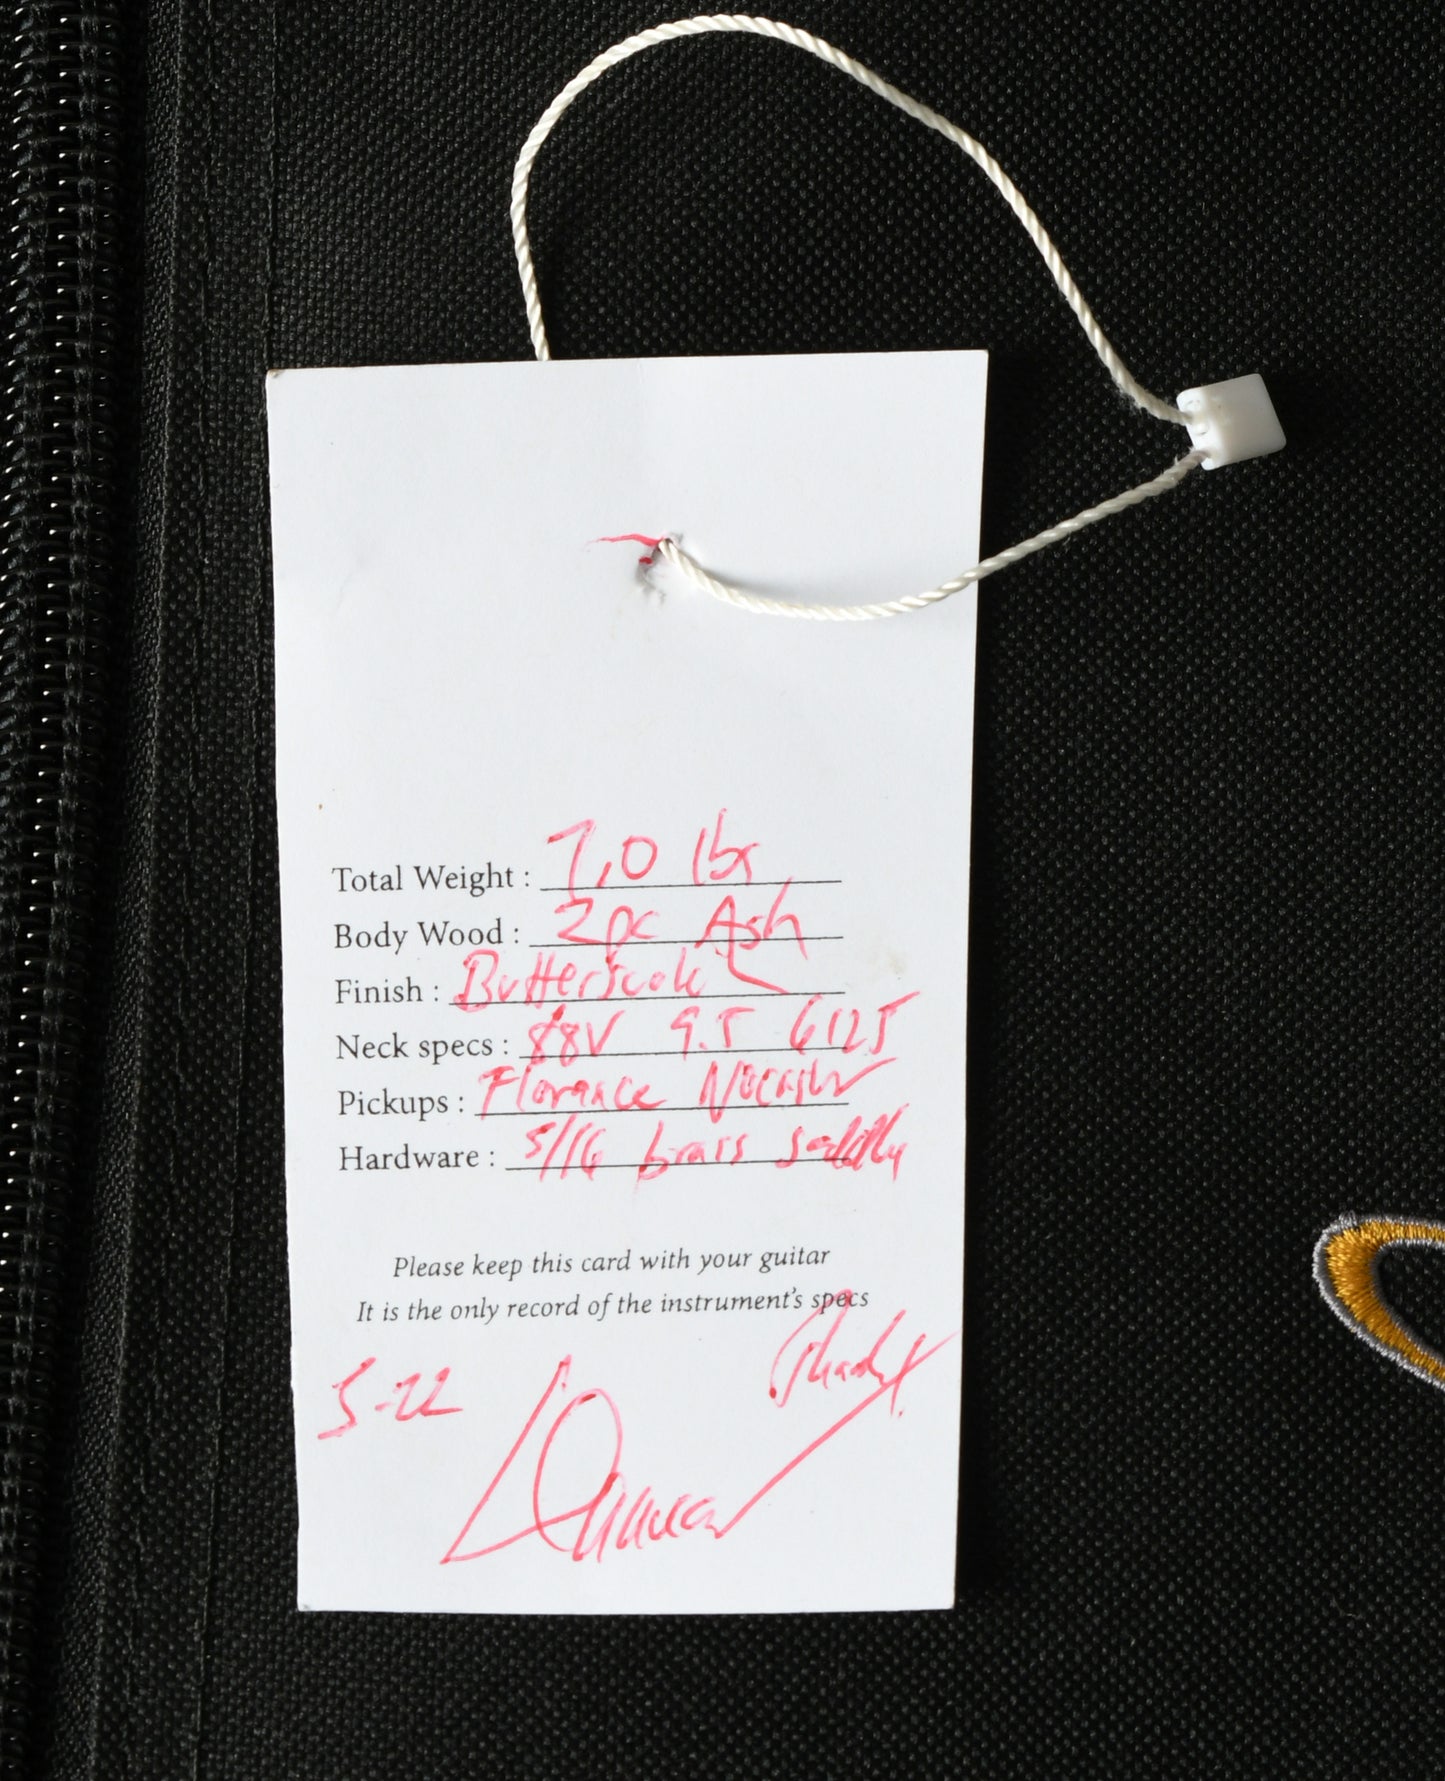 Total Weight : 7.0 lbs
Body Wood : 2pc Ash
Finish : Butterscotch
Neck specs : 88V 9.5 6125
Pickups : Florance Nocaster
Hardware : 5/16 brass saddles
Please keep this card with your guitar
It is the only record of the instrument's specs
Thanks!
5-22